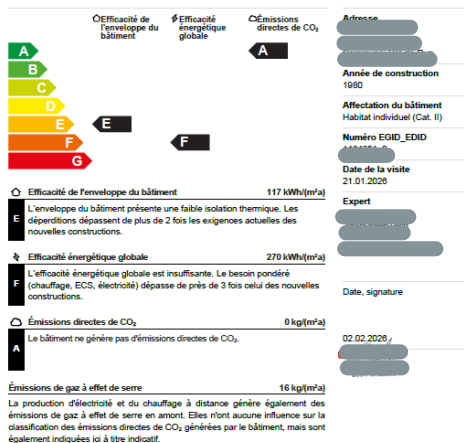 Efficacité de
l'enveloppe du
bâtiment
Efficacité
énergétique
globale
Émissions
directes de CO₂
A
B
C
D
E
F
G
A
E
F
Efficacité de l'enveloppe du bâtiment 117 kWh/(m²a)
E
L'enveloppe du bâtiment présente une faible isolation thermique. Les
déperditions dépassent de plus de 2 fois les exigences actuelles des
nouvelles constructions.
Efficacité énergétique globale 270 kWh/(m²a)
F
L'efficacité énergétique globale est insuffisante. Le besoin pondéré
(chauffage, ECS, électricité) dépasse de près de 3 fois celui des nouvelles
constructions.
Émissions directes de CO₂ 0 kg/(m²a)
A
Le bâtiment ne génère pas d'émissions directes de CO₂.
Émissions de gaz à effet de serre 16 kg/(m²a)
La production d'électricité et du chauffage à distance génère également des
émissions de gaz à effet de serre en amont. Elles n'ont aucune influence sur la
classification des émissions directes de CO₂ générées par le bâtiment, mais sont
également indiquées ici à titre indicatif.
Adresse
Année de construction
1980
Affectation du bâtiment
Habitat individuel (Cat. II)
Numéro EGID_EDID
Date de la visite
21.01.2026
Expert
Date, signature
02.02.2026